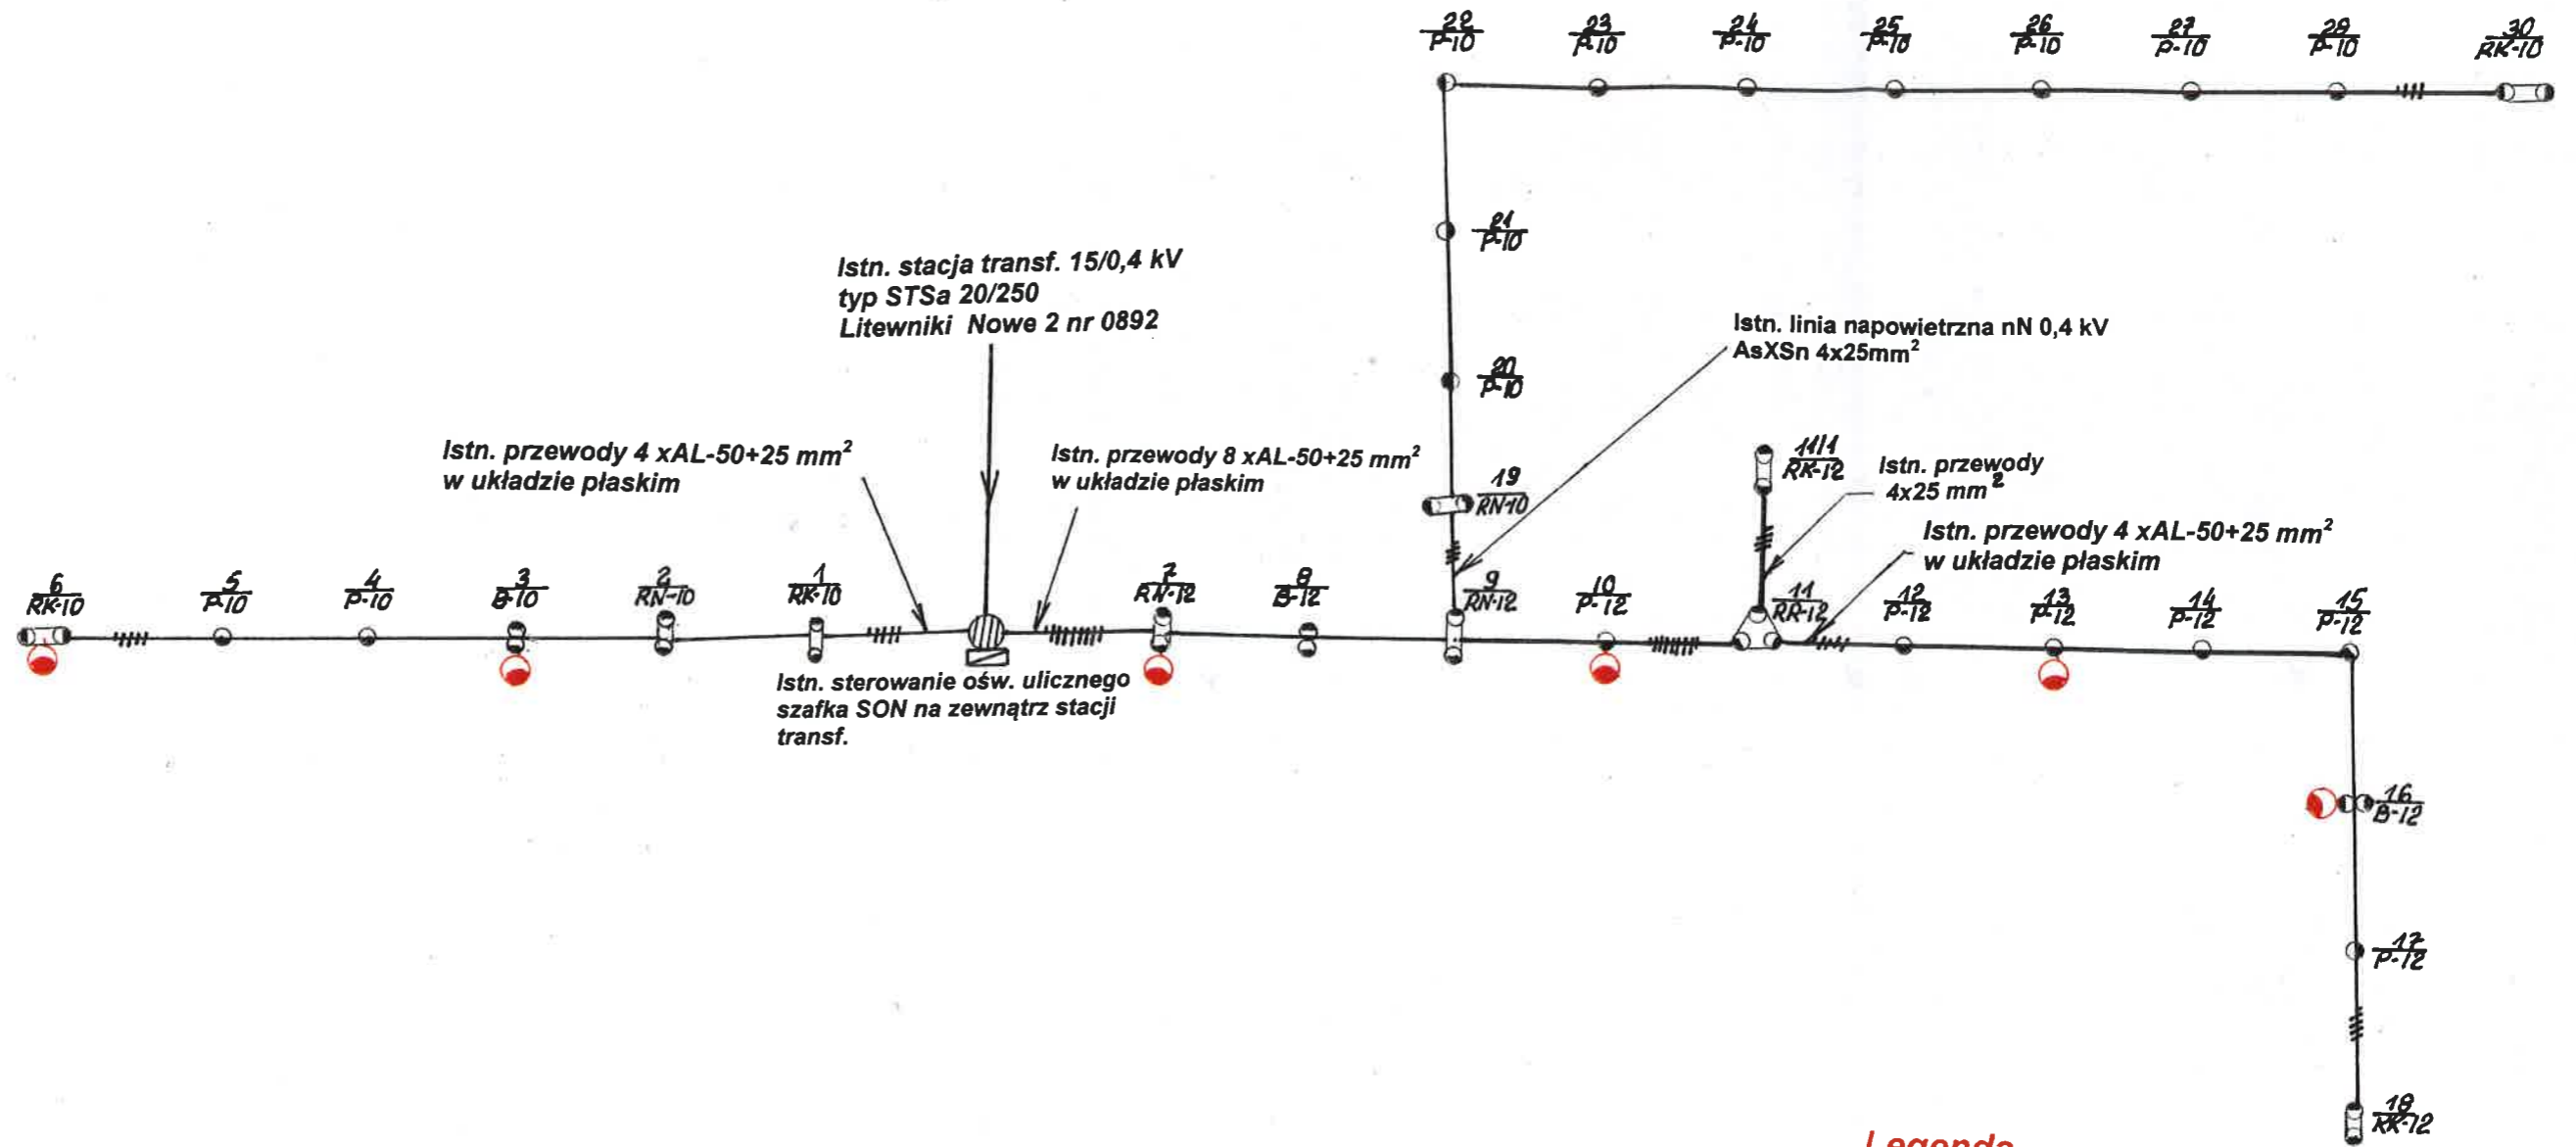 22
P-10
23
P-10
24
P-10
25
P-10
26
P-10
27
P-10
28
P-10
30
RK-10
21
P-10
Istn. stacja transf. 15/0,4 kV
typ STSa 20/250
Litewniki Nowe 2 nr 0892
Istn. linia napowietrzna nN 0,4 kV
AsXSn 4x25mm²
20
P-10
Istn. przewody 4 xAL-50+25 mm²
w układzie płaskim
Istn. przewody 8 xAL-50+25 mm²
w układzie płaskim
19
RN-10
11/1
RK-12
Istn. przewody
4x25 mm²
Istn. przewody 4 xAL-50+25 mm²
w układzie płaskim
6
RK-10
5
P-10
4
P-10
3
B-10
2
RN-10
1
RK-10
7
RN-12
8
B-12
9
RN-12
10
P-12
11
RR-12
12
P-12
13
P-12
14
P-12
15
P-12
Istn. sterowanie ośw. ulicznego
szafka SON na zewnątrz stacji
transf.
16
B-12
17
P-12
18
RK-12
Legenda